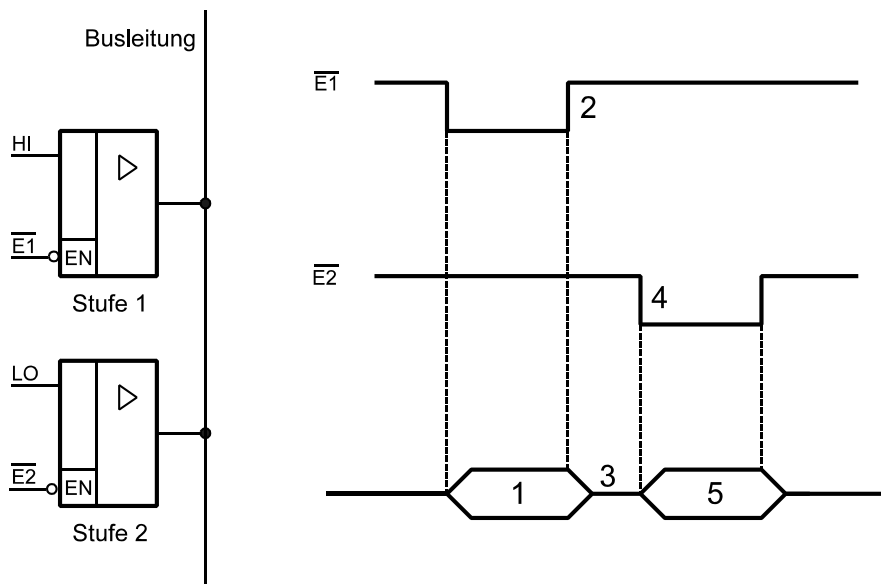 Busleitung
HI
E1
EN
Stufe 1
LO
E2
EN
Stufe 2
E1
2
E2
4
1
3
5